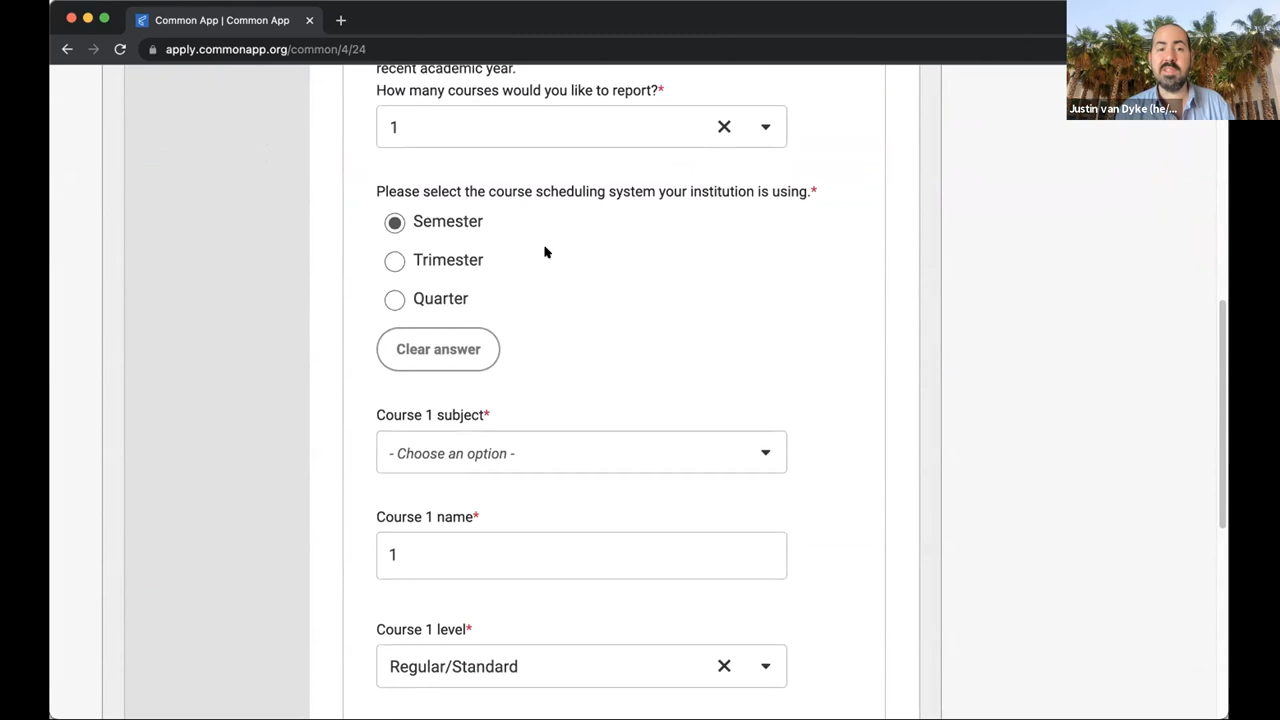 Common App | Common App
apply.commonapp.org/common/4/24
Justin van Dyke (he/...
recent academic year.
How many courses would you like to report?*
1
Please select the course scheduling system your institution is using.*
Semester
Trimester
Quarter
Clear answer
Course 1 subject*
- Choose an option -
Course 1 name*
1
Course 1 level*
Regular/Standard